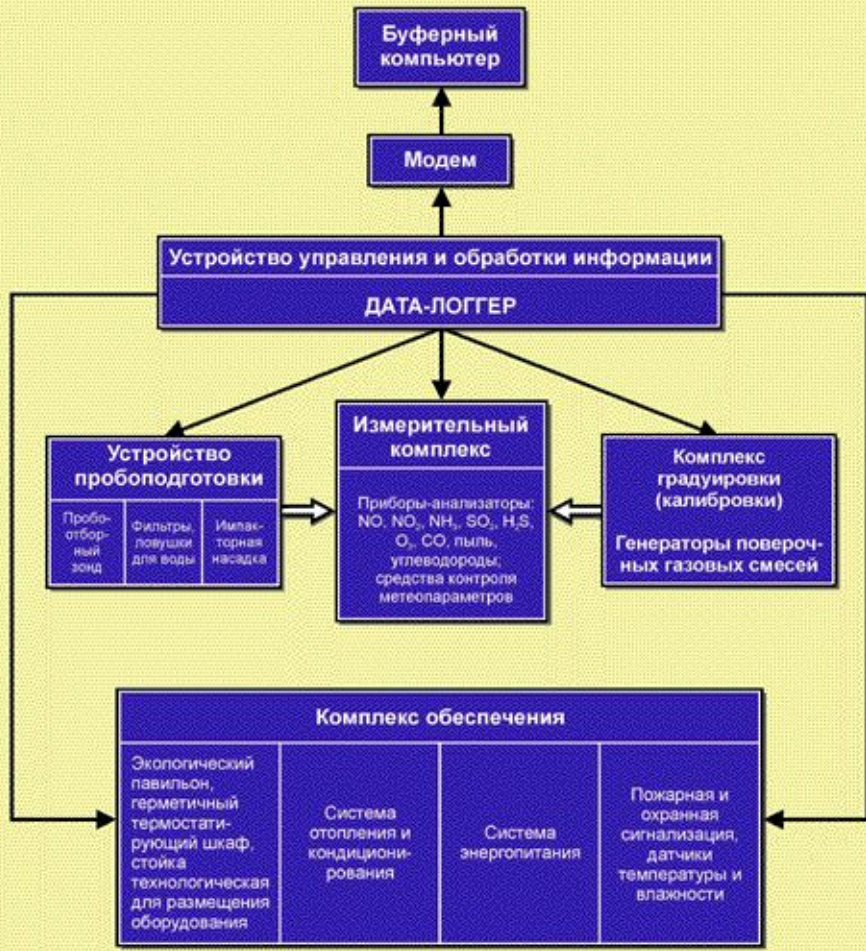 Буферный
компьютер
Модем
Устройство управления и обработки информации
ДАТА-ЛОГГЕР
Устройство
пробоподготовки
Пробо-
отбор-
ный
зонд
Фильтры,
ловушки
для воды
Импак-
торная
насадка
Измерительный
комплекс
Приборы-анализаторы:
NO, NO₂, NH₃, SO₂, H₂S,
O₃, CO, пыль,
углеводороды;
средства контроля
метеопараметров
Комплекс
градуировки
(калибровки)
Генераторы повероч-
ных газовых смесей
Комплекс обеспечения
Экологический
павильон,
герметичный
термостати-
рующий шкаф,
стойка
технологическая
для размещения
оборудования
Система
отопления и
кондициони-
рования
Система
энергопитания
Пожарная и
охранная
сигнализация,
датчики
температуры и
влажности